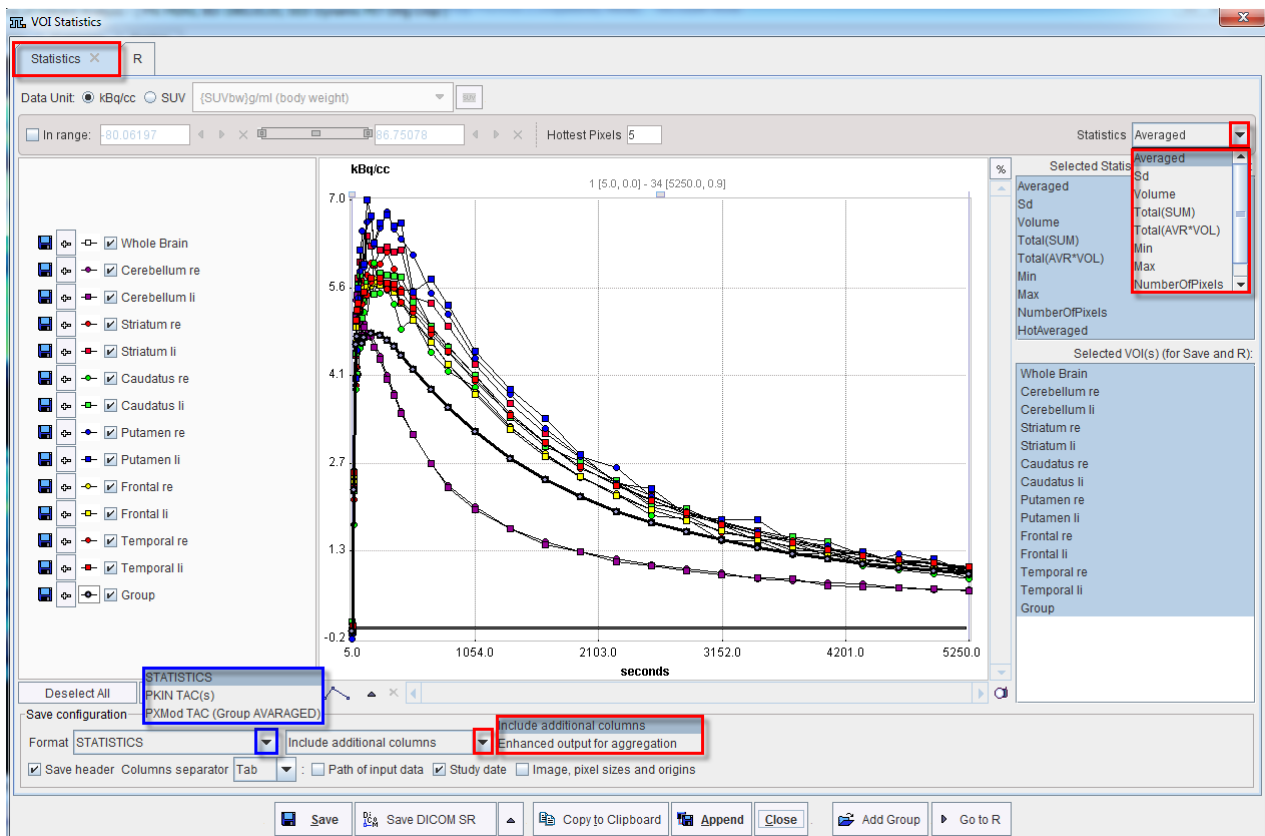 VOI Statistics
X
Statistics
R
Data Unit: kBq/cc SUV {SUVbw}g/ml (body weight) SUV
In range: -80.06197 86.75078 Hottest Pixels 5 Statistics Averaged
Averaged
Sd
Volume
Total(SUM)
Total(AVR*VOL)
Min
Max
NumberOfPixels
kBq/cc
1 [5.0, 0.0] - 34 [5250.0, 0.9]
%
7.0
5.6
4.1
2.7
1.3
-0.2
5.0 1054.0 2103.0 3152.0 4201.0 5250.0
seconds
Whole Brain
Cerebellum re
Cerebellum li
Striatum re
Striatum li
Caudatus re
Caudatus li
Putamen re
Putamen li
Frontal re
Frontal li
Temporal re
Temporal li
Group
Selected Statis
Averaged
Sd
Volume
Total(SUM)
Total(AVR*VOL)
Min
Max
NumberOfPixels
HotAveraged
Selected VOI(s) (for Save and R):
Whole Brain
Cerebellum re
Cerebellum li
Striatum re
Striatum li
Caudatus re
Caudatus li
Putamen re
Putamen li
Frontal re
Frontal li
Temporal re
Temporal li
Group
Deselect All
STATISTICS
PKIN TAC(s)
PXMod TAC (Group AVARAGED)
Save configuration
Include additional columns
Enhanced output for aggregation
Format STATISTICS Include additional columns
Save header Columns separator Tab : Path of input data Study date Image, pixel sizes and origins
Save DiCoM Save DICOM SR Copy to Clipboard Append Close Add Group Go to R